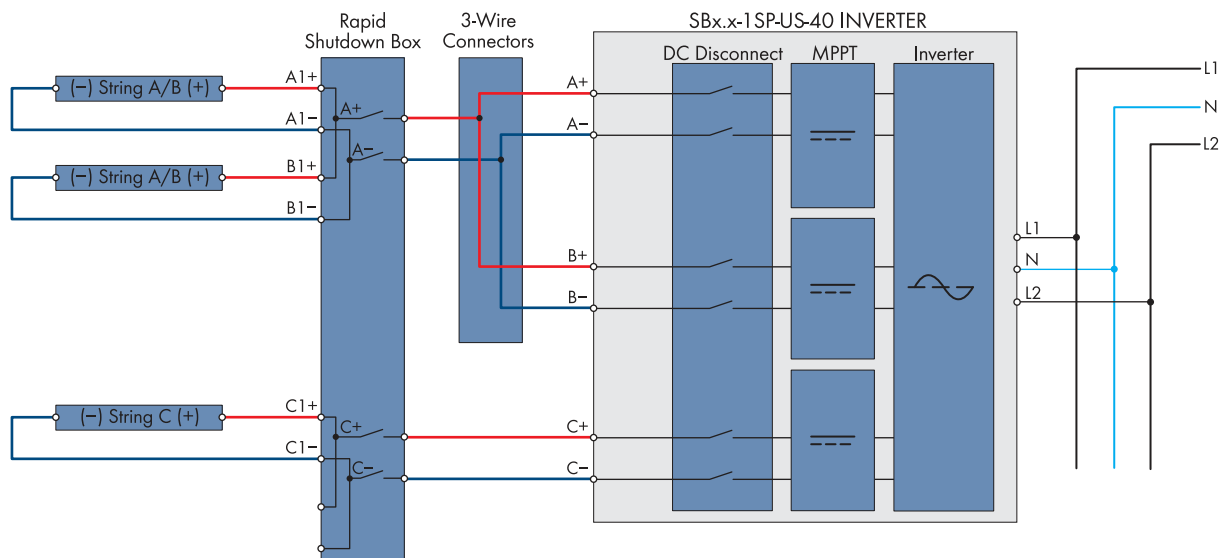 Rapid
Shutdown Box
3-Wire
Connectors
SBx.x-1SP-US-40 INVERTER
DC Disconnect
MPPT
Inverter
L1
N
L2
A1+
(−) String A/B (+)
A1−
A+
A−
B1+
(−) String A/B (+)
B1−
A+
A−
B+
B−
L1
N
L2
C1+
(−) String C (+)
C1−
C+
C−
C+
C−